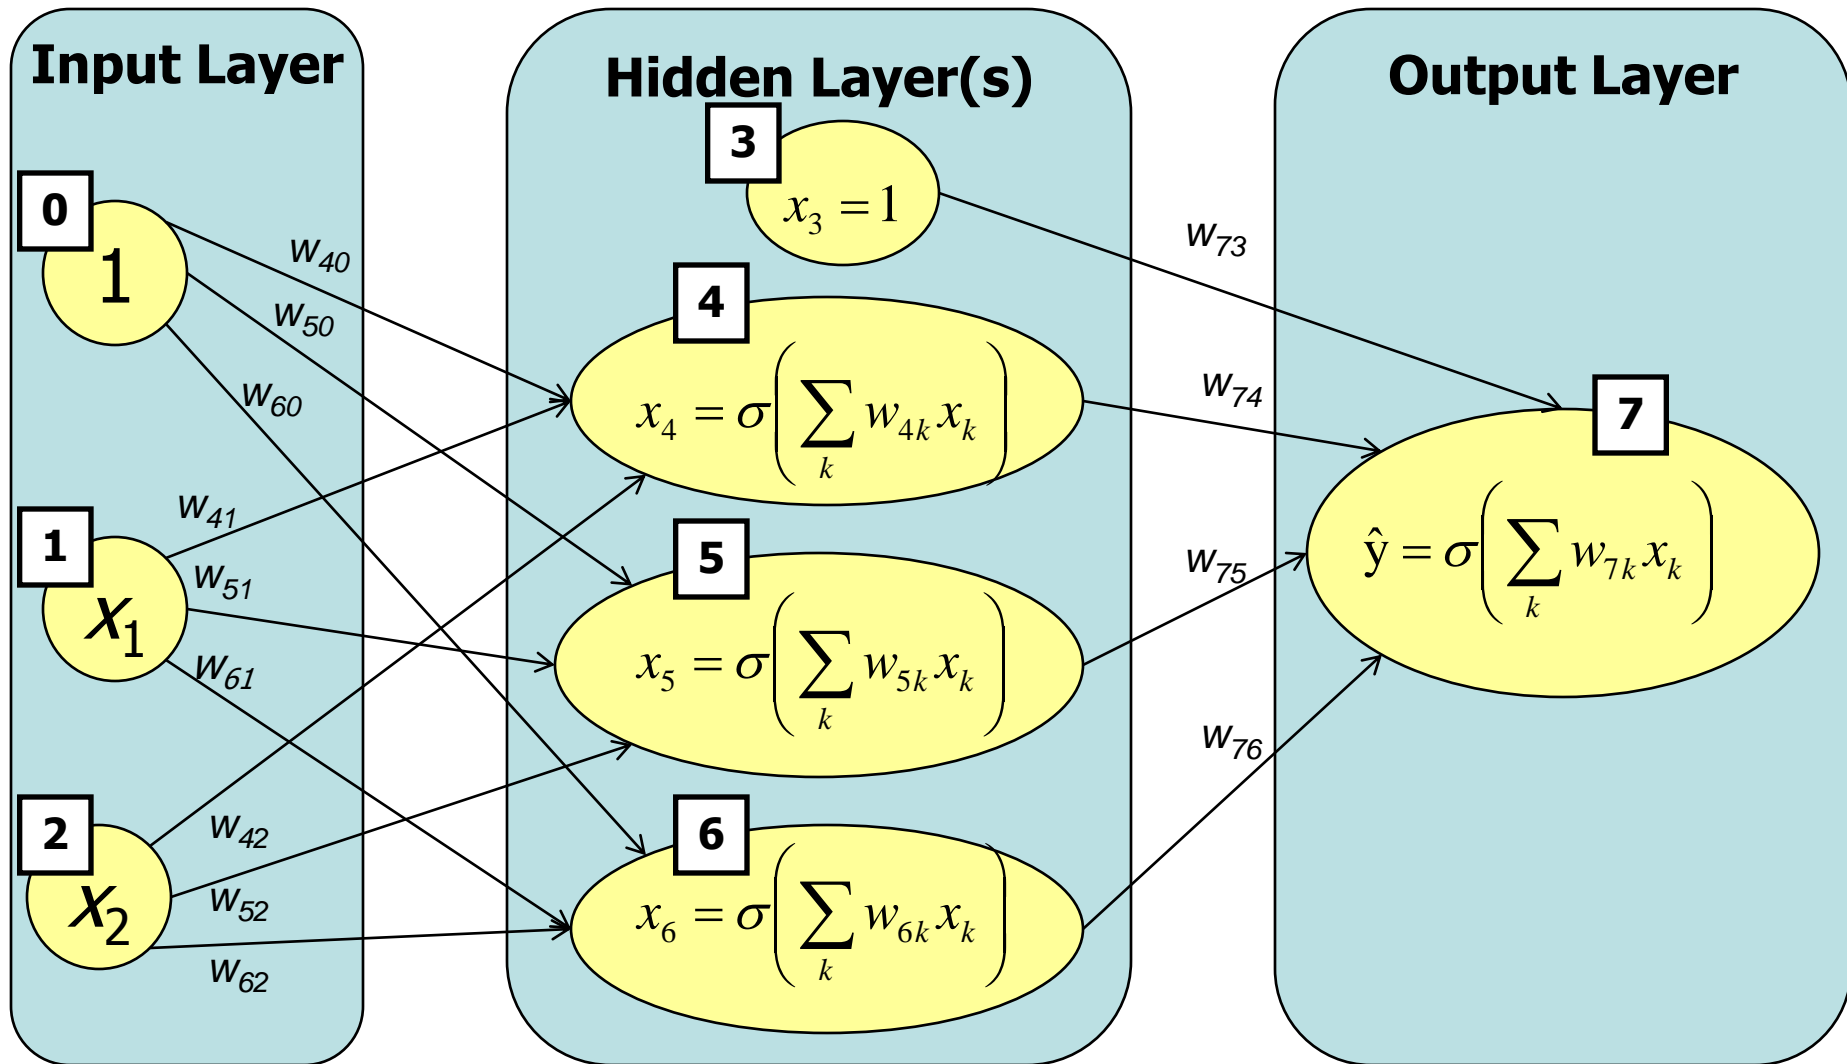 Input Layer
0
1
1
x₁
2
x₂
w₄₀
w₅₀
w₆₀
w₄₁
w₅₁
w₆₁
w₄₂
w₅₂
w₆₂
Hidden Layer(s)
3
x₃ = 1
4
x₄ = σ(∑ₖ w₄ₖxₖ)
5
x₅ = σ(∑ₖ w₅ₖxₖ)
6
x₆ = σ(∑ₖ w₆ₖxₖ)
w₇₃
w₇₄
w₇₅
w₇₆
Output Layer
7
ŷ = σ(∑ₖ w₇ₖxₖ)